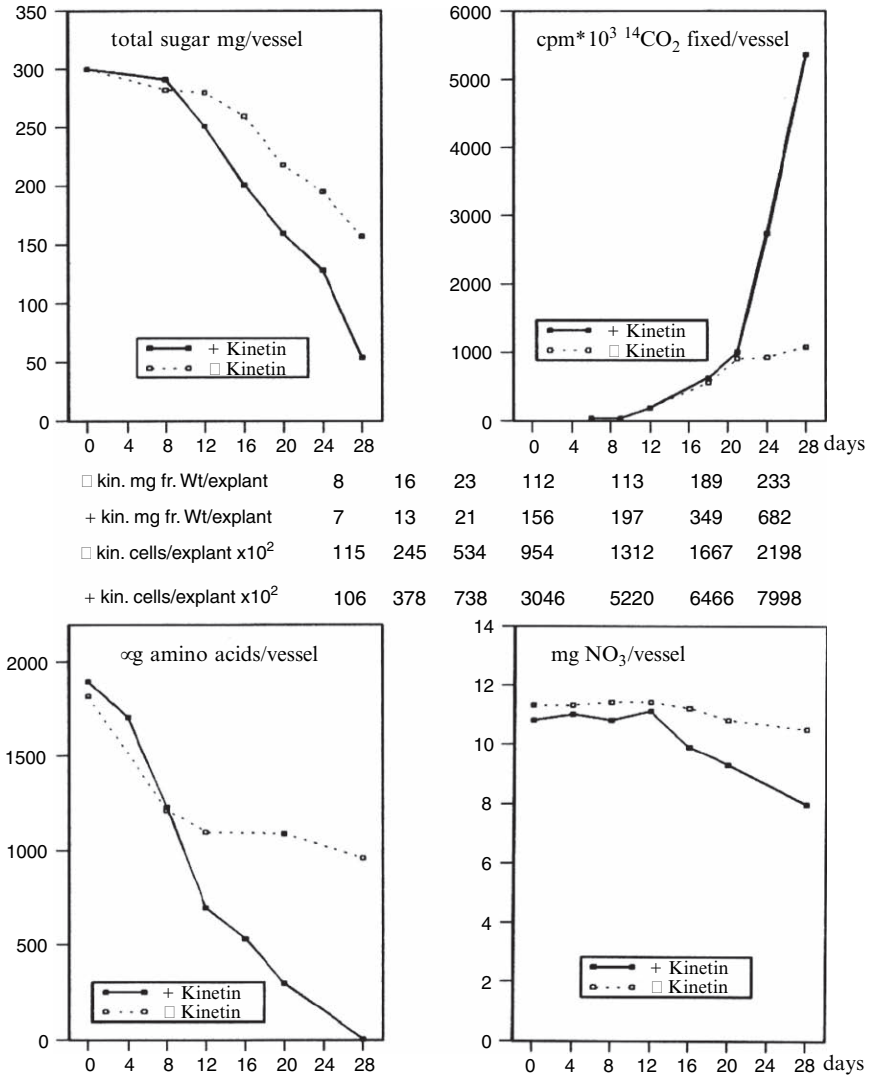 total sugar mg/vessel
350
300
250
200
150
100
50
0
+ Kinetin
□ Kinetin
0 4 8 12 16 20 24 28
cpm*10³ ¹⁴CO₂ fixed/vessel
6000
5000
4000
3000
2000
1000
0
+ Kinetin
□ Kinetin
0 4 8 12 16 20 24 28 days
□ kin. mg fr. Wt/explant 8 16 23 112 113 189 233
+ kin. mg fr. Wt/explant 7 13 21 156 197 349 682
□ kin. cells/explant x10² 115 245 534 954 1312 1667 2198
+ kin. cells/explant x10² 106 378 738 3046 5220 6466 7998
∝g amino acids/vessel
2000
1500
1000
500
0
+ Kinetin
□ Kinetin
0 4 8 12 16 20 24 28
mg NO₃/vessel
14
12
10
8
6
4
2
0
+ Kinetin
□ Kinetin
0 4 8 12 16 20 24 28 days